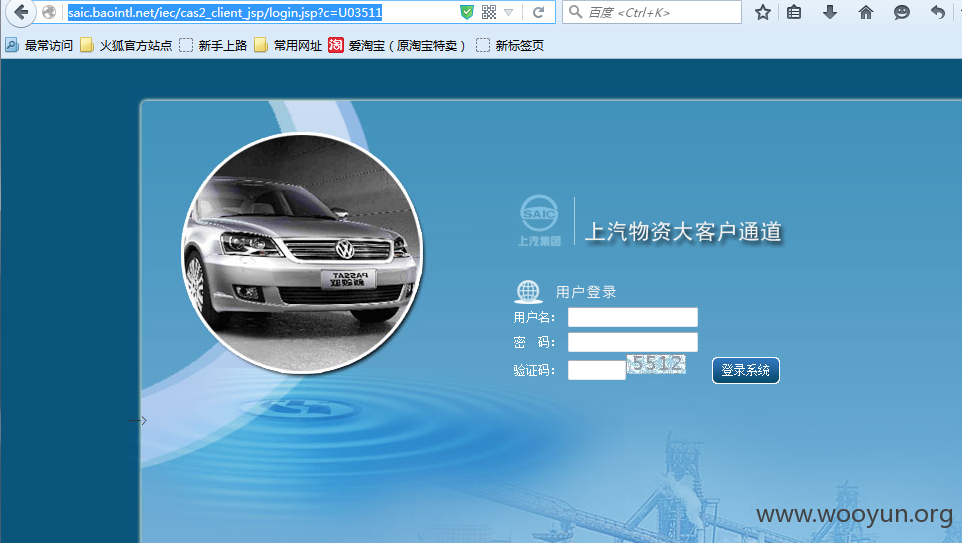 saic.baointl.net/iec/cas2_client_jsp/login.jsp?c=U03511
百度 <Ctrl+K>
最常访问 火狐官方站点 新手上路 常用网址 淘 爱淘宝（原淘宝特卖） 新标签页
SAIC
上汽集团
上汽物资大客户通道
PASSAT
新领驭
用户登录
用户名：
密 码：
验证码： 5512 登录系统
www.wooyun.org